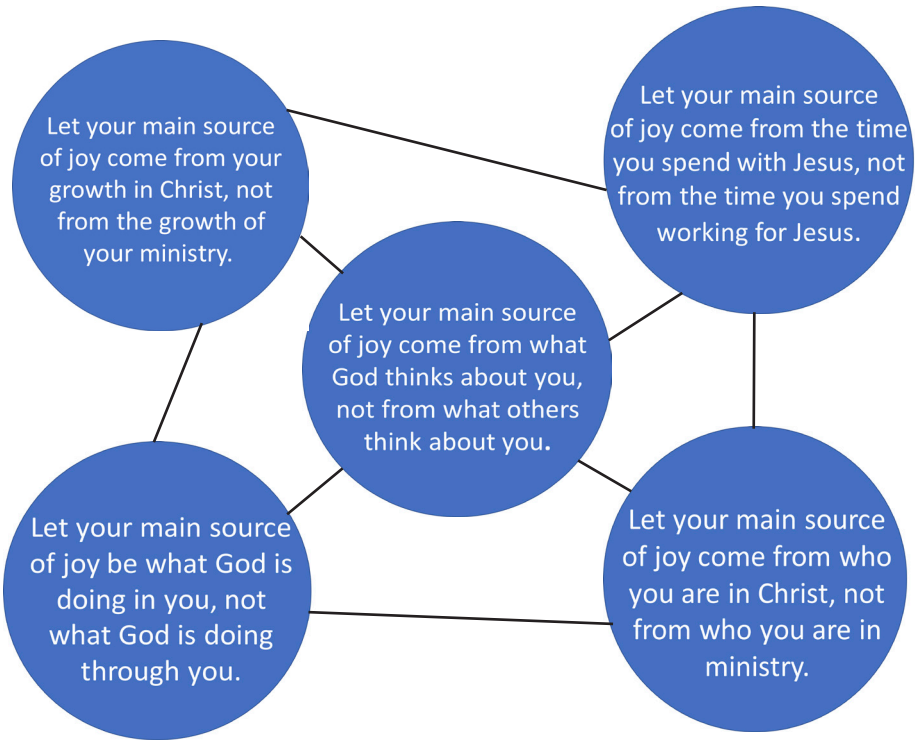 Let your main source
of joy come from your
growth in Christ, not
from the growth of
your ministry.
Let your main source
of joy come from the time
you spend with Jesus, not
from the time you spend
working for Jesus.
Let your main source
of joy come from what
God thinks about you,
not from what others
think about you.
Let your main source
of joy be what God is
doing in you, not
what God is doing
through you.
Let your main source
of joy come from who
you are in Christ, not
from who you are in
ministry.